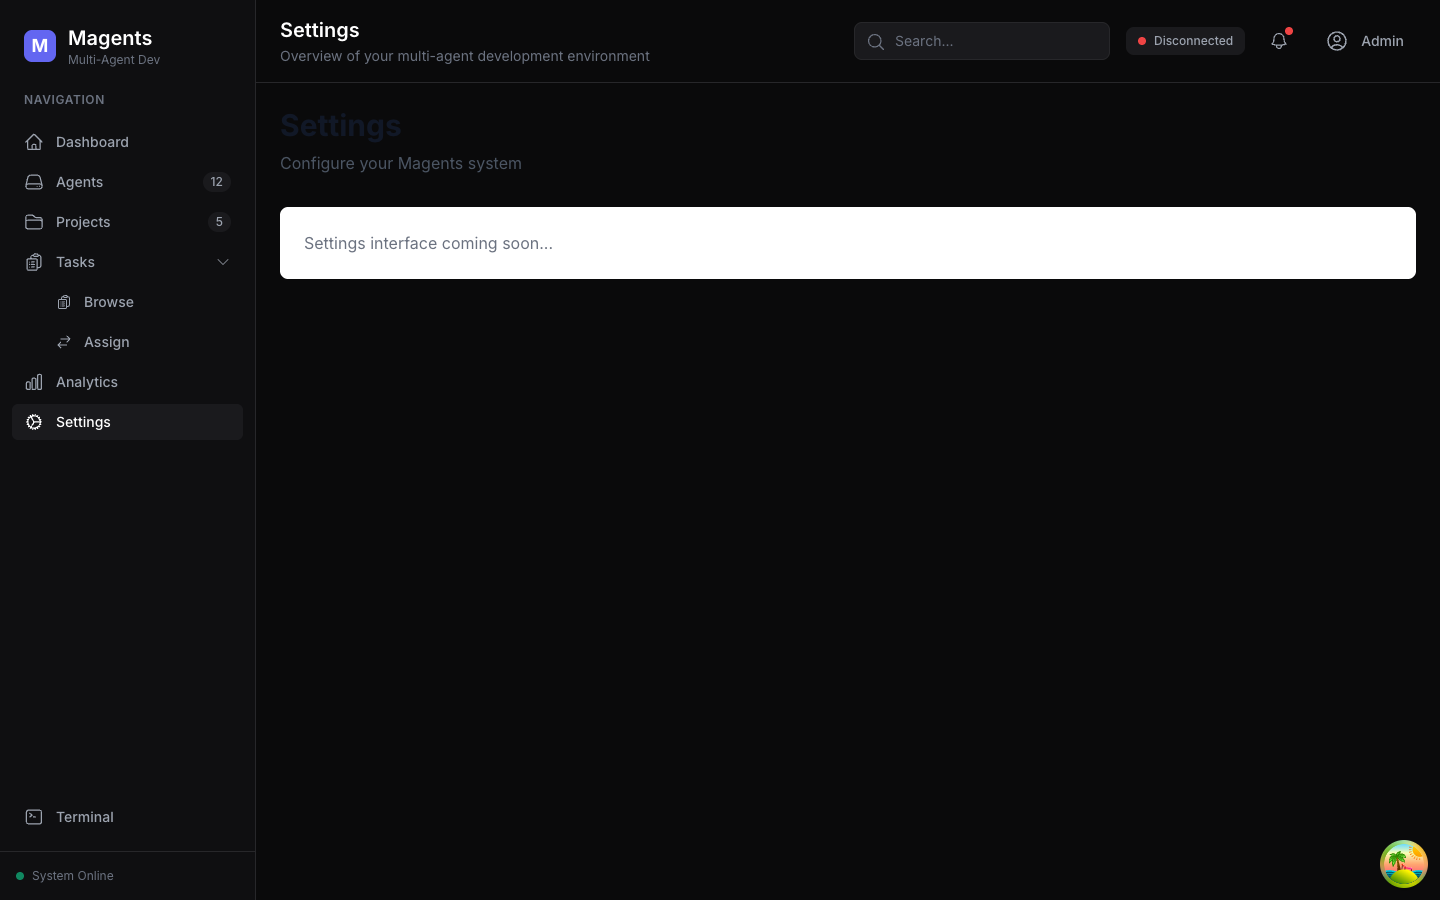 M
Magents
Multi-Agent Dev
NAVIGATION
Dashboard
Agents 12
Projects 5
Tasks
Browse
Assign
Analytics
Settings
Terminal
System Online
Settings
Overview of your multi-agent development environment
Search...
Disconnected
Admin
Settings
Configure your Magents system
Settings interface coming soon...